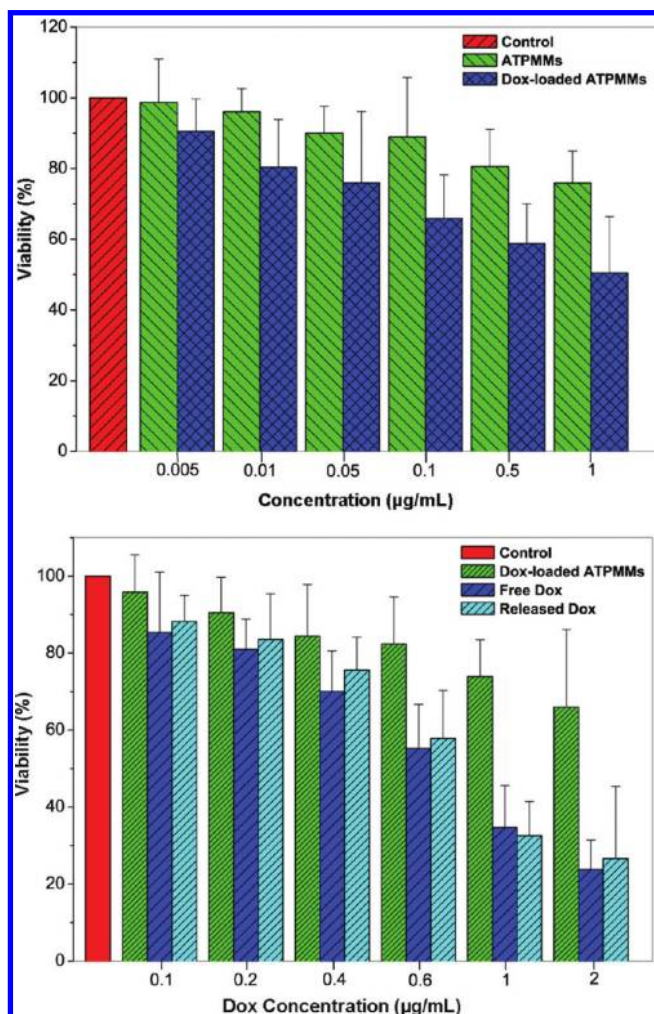 120
100
80
60
40
20
0
Viability (%)
Control
ATPMMs
Dox-loaded ATPMMs
0.005 0.01 0.05 0.1 0.5 1
Concentration (µg/mL)
100
80
60
40
20
0
Viability (%)
Control
Dox-loaded ATPMMs
Free Dox
Released Dox
0.1 0.2 0.4 0.6 1 2
Dox Concentration (µg/mL)